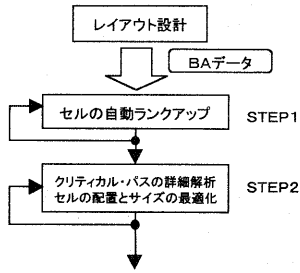 レイアウト設計
BAデータ
セルの自動ランクアップ
STEP1
クリティカル・パスの詳細解析
セルの配置とサイズの最適化
STEP2